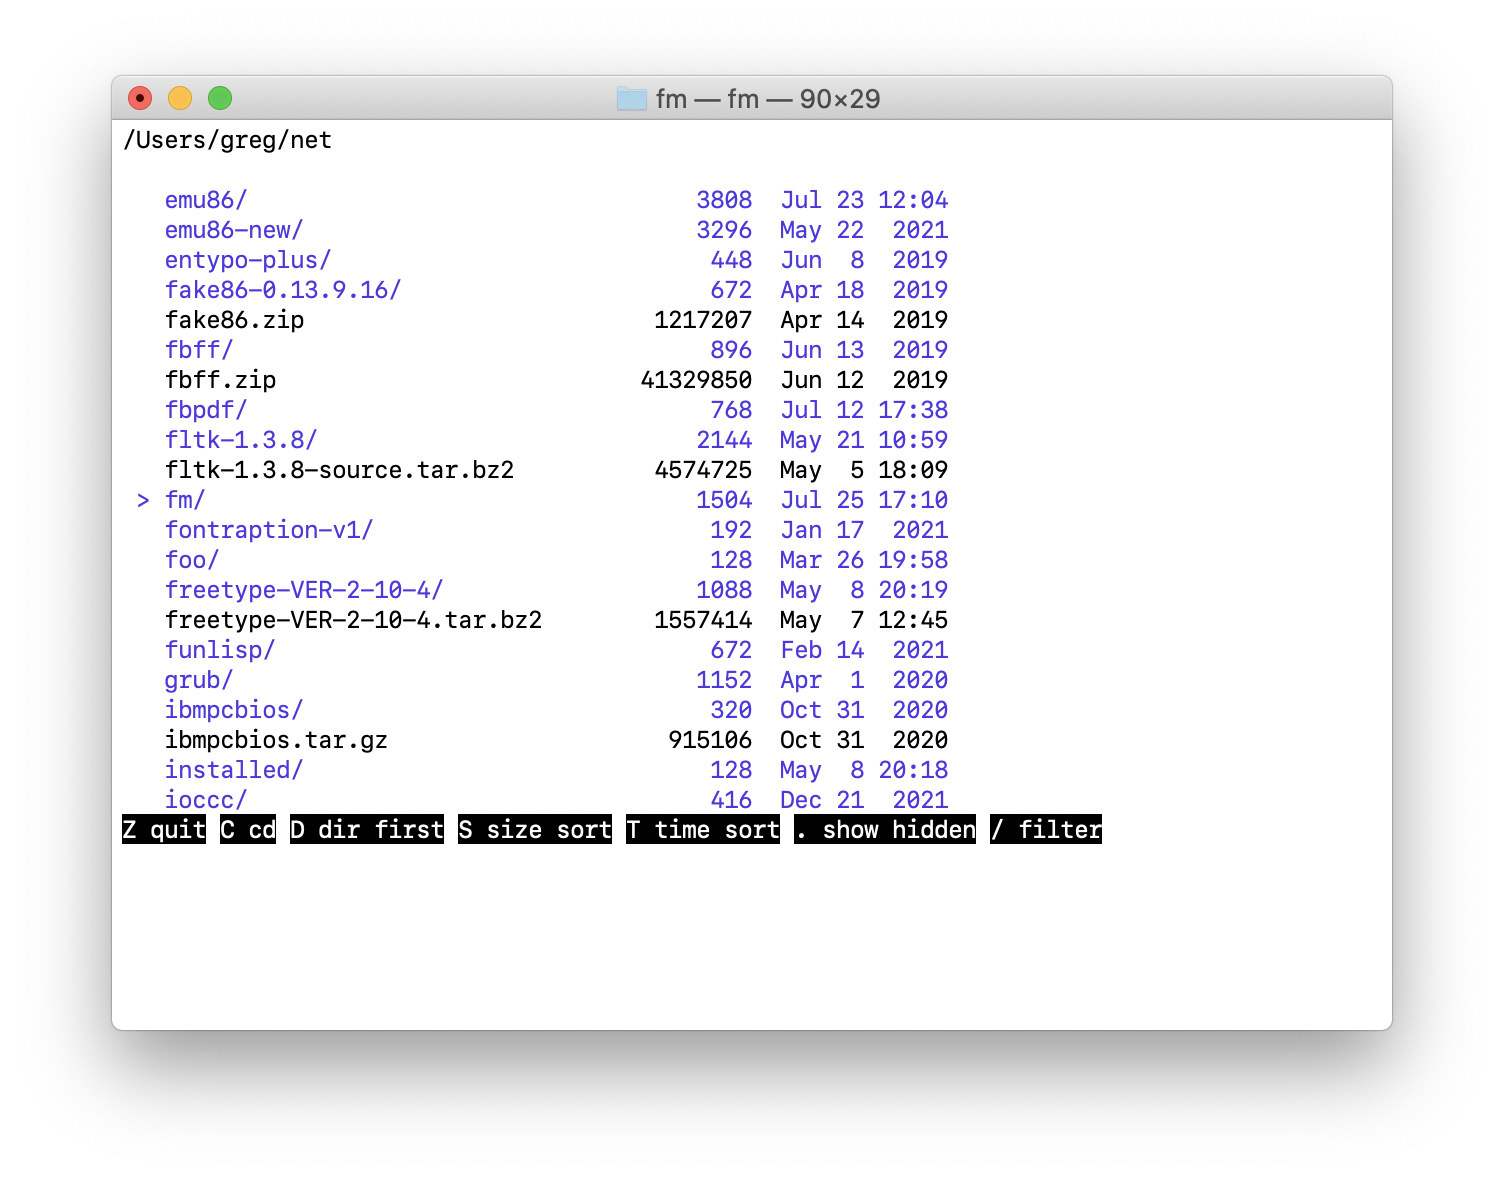 fm — fm — 90×29
/Users/greg/net
emu86/ 3808 Jul 23 12:04
emu86-new/ 3296 May 22 2021
entypo-plus/ 448 Jun 8 2019
fake86-0.13.9.16/ 672 Apr 18 2019
fake86.zip 1217207 Apr 14 2019
fbff/ 896 Jun 13 2019
fbff.zip 41329850 Jun 12 2019
fbpdf/ 768 Jul 12 17:38
fltk-1.3.8/ 2144 May 21 10:59
fltk-1.3.8-source.tar.bz2 4574725 May 5 18:09
> fm/ 1504 Jul 25 17:10
fontraption-v1/ 192 Jan 17 2021
foo/ 128 Mar 26 19:58
freetype-VER-2-10-4/ 1088 May 8 20:19
freetype-VER-2-10-4.tar.bz2 1557414 May 7 12:45
funlisp/ 672 Feb 14 2021
grub/ 1152 Apr 1 2020
ibmpcbios/ 320 Oct 31 2020
ibmpcbios.tar.gz 915106 Oct 31 2020
installed/ 128 May 8 20:18
ioccc/ 416 Dec 21 2021
Z quit C cd D dir first S size sort T time sort . show hidden / filter